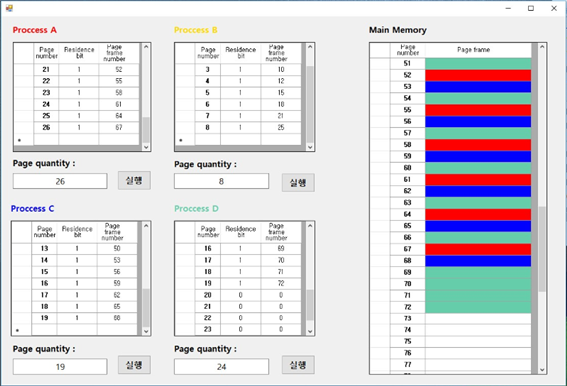 Proccess A
Page number Residence bit Page frame number
21 1 52
22 1 55
23 1 58
24 1 61
25 1 64
26 1 67
*
Page quantity :
26 실행
Proccess B
Page number Residence bit Page frame number
3 1 10
4 1 12
5 1 15
6 1 18
7 1 21
8 1 25
Page quantity :
8 실행
Proccess C
Page number Residence bit Page frame number
13 1 50
14 1 53
15 1 56
16 1 59
17 1 62
18 1 65
19 1 68
*
Page quantity :
19 실행
Proccess D
Page number Residence bit Page frame number
16 1 69
17 1 70
18 1 71
19 1 72
20 0 0
21 0 0
22 0 0
23 0 0
Page quantity :
24 실행
Main Memory
Page number Page frame
51
52
53
54
55
56
57
58
59
60
61
62
63
64
65
66
67
68
69
70
71
72
73
74
75
76
77